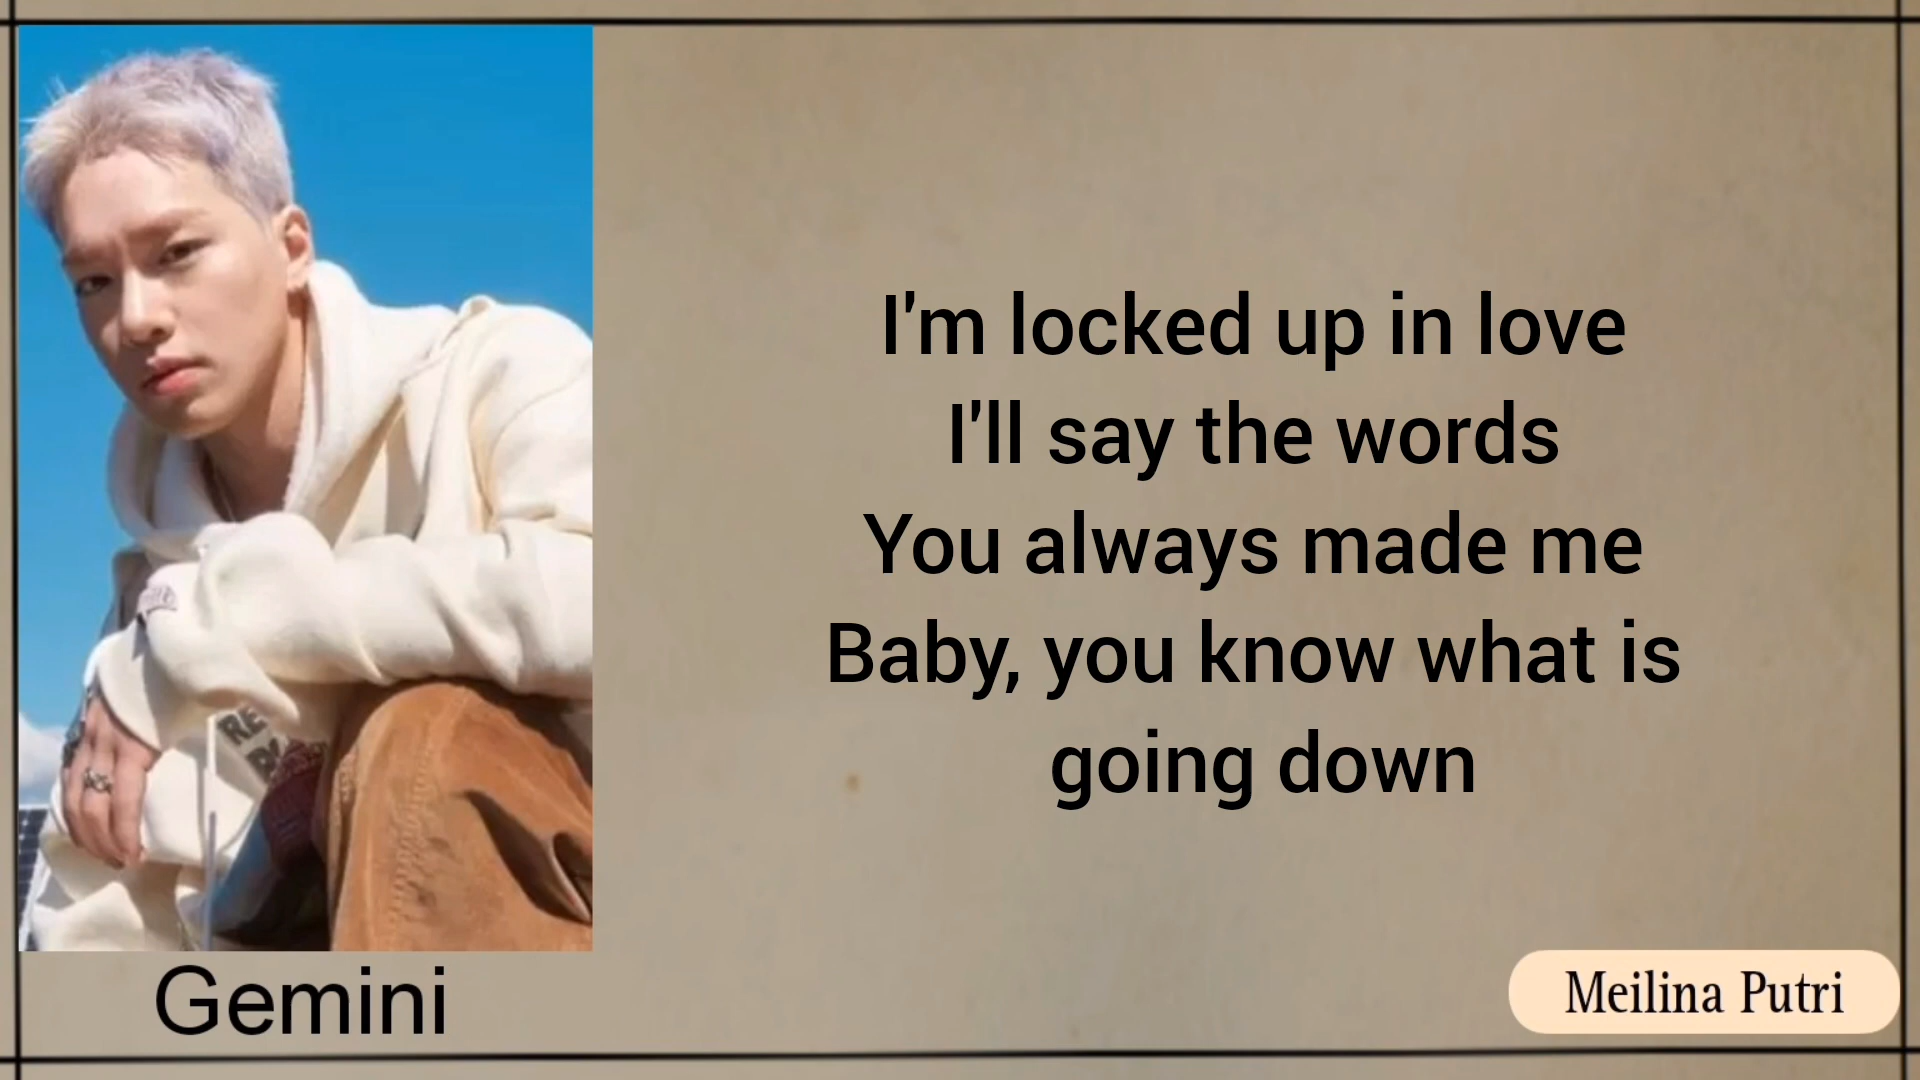 I'm locked up in love
I'll say the words
You always made me
Baby, you know what is
going down
Gemini
Meilina Putri